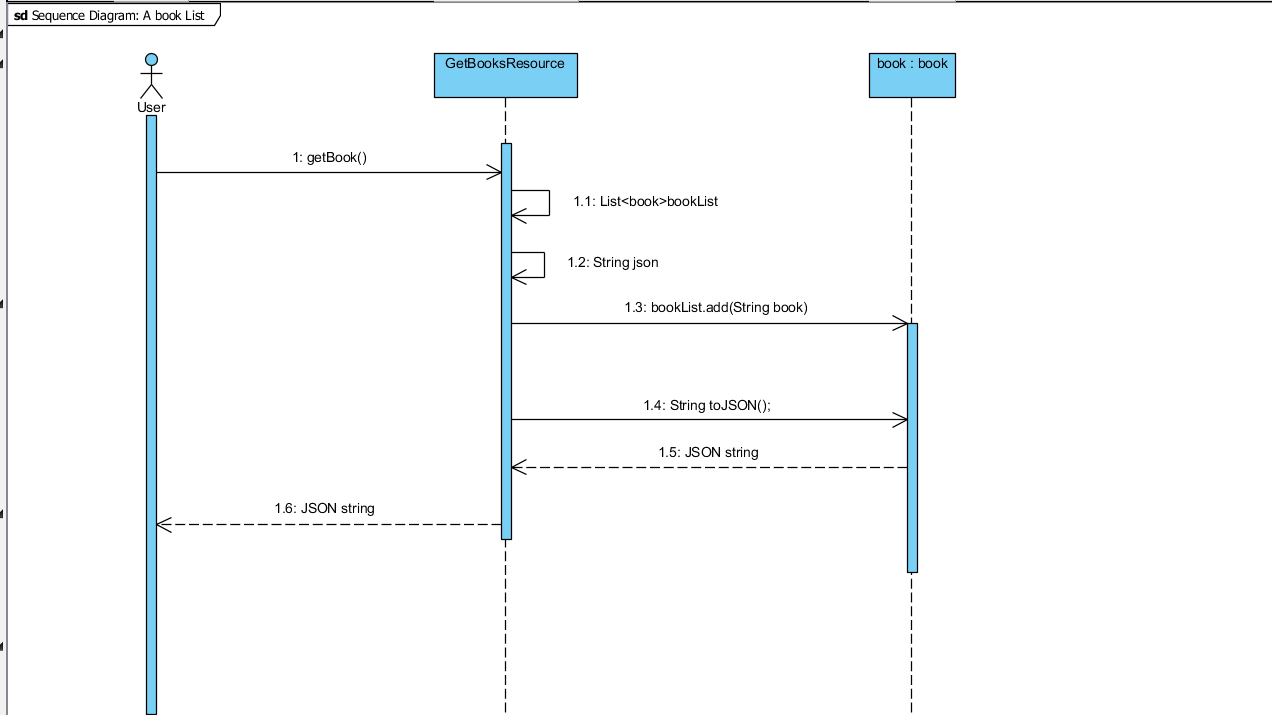 sd Sequence Diagram: A book List
User
GetBooksResource
book : book
1: getBook()
1.1: List<book>bookList
1.2: String json
1.3: bookList.add(String book)
1.4: String toJSON();
1.5: JSON string
1.6: JSON string